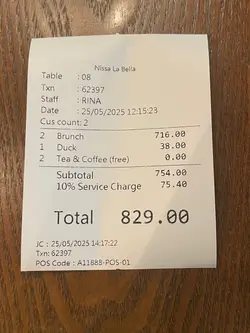 Nissa La Bella
Table : 08
Txn : 62397
Staff : RINA
Date : 25/05/2025 12:15:23
Cus count: 2
2 Brunch 716.00
1 Duck 38.00
2 Tea & Coffee (free) 0.00
Subtotal 754.00
10% Service Charge 75.40
Total 829.00
JC : 25/05/2025 14:17:22
Txn: 62397
POS Code : A11888-POS-01